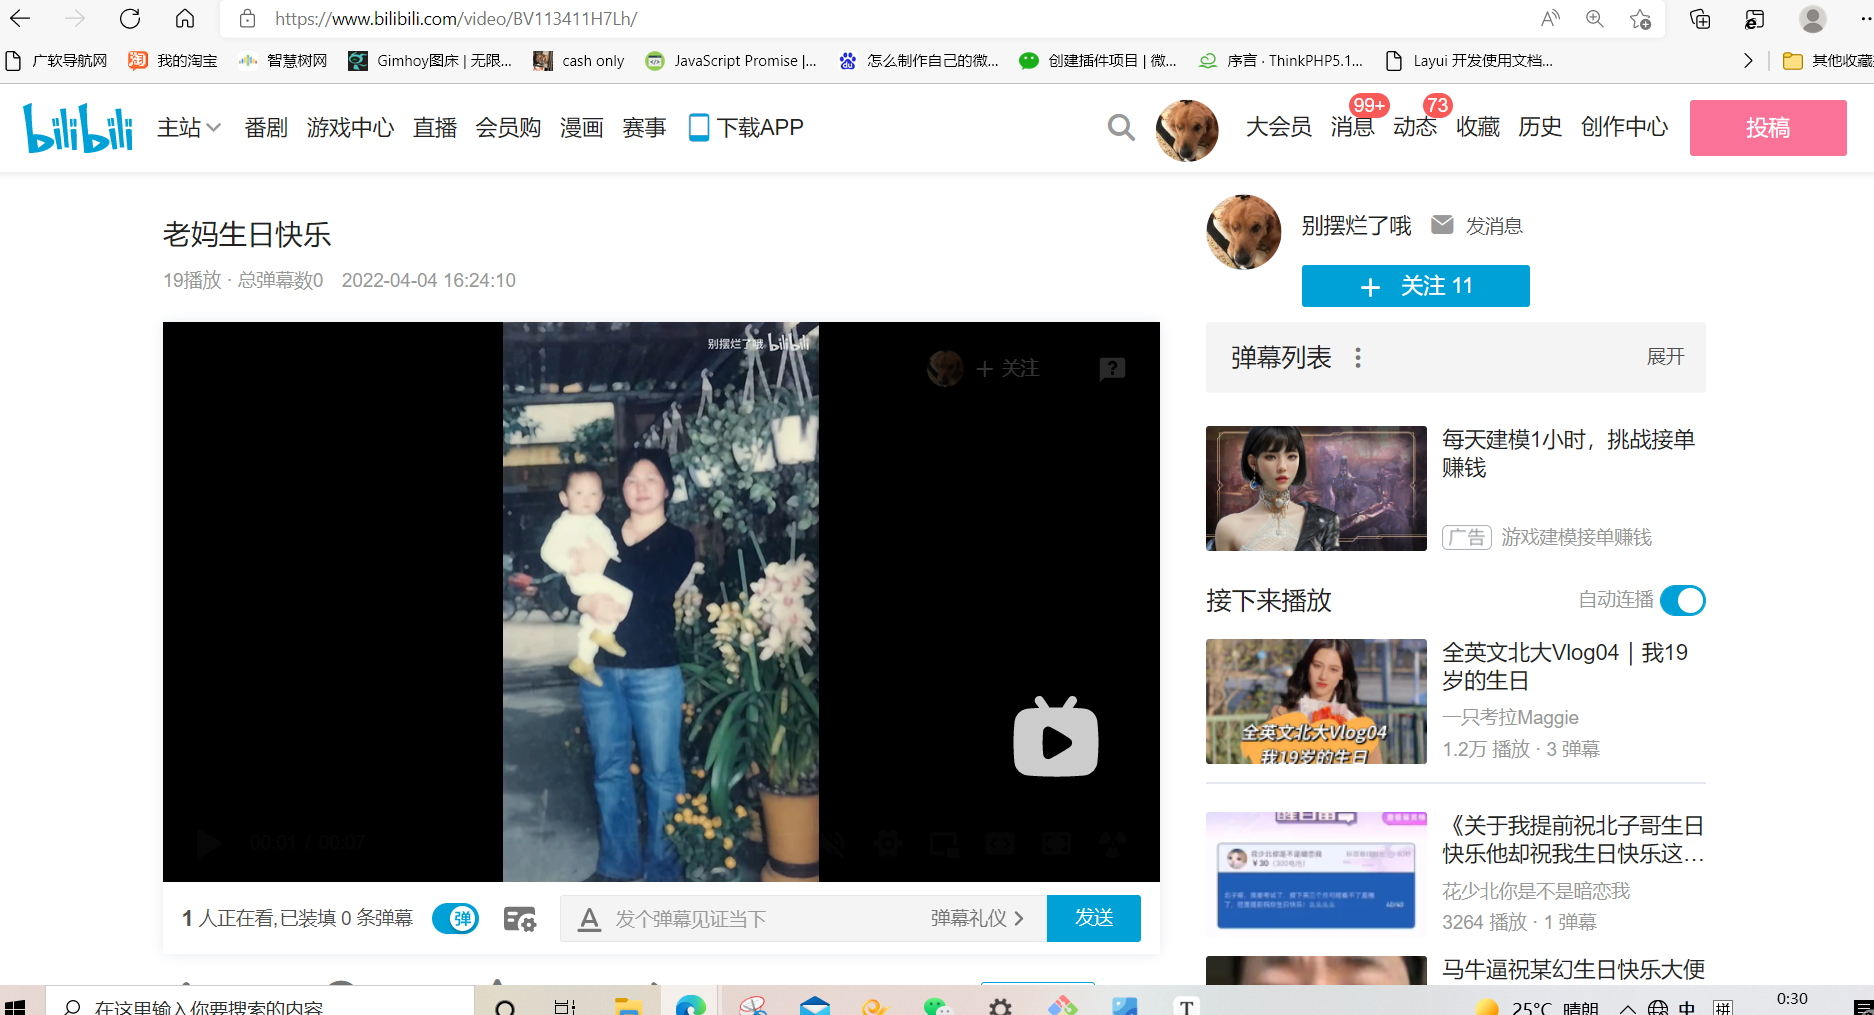 https://www.bilibili.com/video/BV113411H7Lh/
广软导航网
我的淘宝
智慧树网
Gimhoy图床 | 无限...
cash only
JavaScript Promise |...
怎么制作自己的微...
创建插件项目 | 微...
序言 · ThinkPHP5.1...
Layui 开发使用文档...
其他收藏
bilibili
主站
番剧
游戏中心
直播
会员购
漫画
赛事
下载APP
大会员
消息
99+
动态
73
收藏
历史
创作中心
投稿
老妈生日快乐
19播放 · 总弹幕数0 2022-04-04 16:24:10
别摆烂了哦
发消息
+ 关注 11
别摆烂了哦 bilibili
+ 关注
00:01 / 00:07
1 人正在看,已装填 0 条弹幕
弹
A 发个弹幕见证当下
弹幕礼仪 >
发送
弹幕列表
展开
每天建模1小时，挑战接单
赚钱
广告 游戏建模接单赚钱
接下来播放
自动连播
全英文北大Vlog04
我19岁的生日
全英文北大Vlog04｜我19
岁的生日
一只考拉Maggie
1.2万 播放 · 3 弹幕
花少北你是不是暗恋我
¥ 30
《关于我提前祝北子哥生日
快乐他却祝我生日快乐这...
花少北你是不是暗恋我
3264 播放 · 1 弹幕
马牛逼祝某幻生日快乐大便
在这里输入你要搜索的内容
T
25°C 晴朗
中
拼
0:30